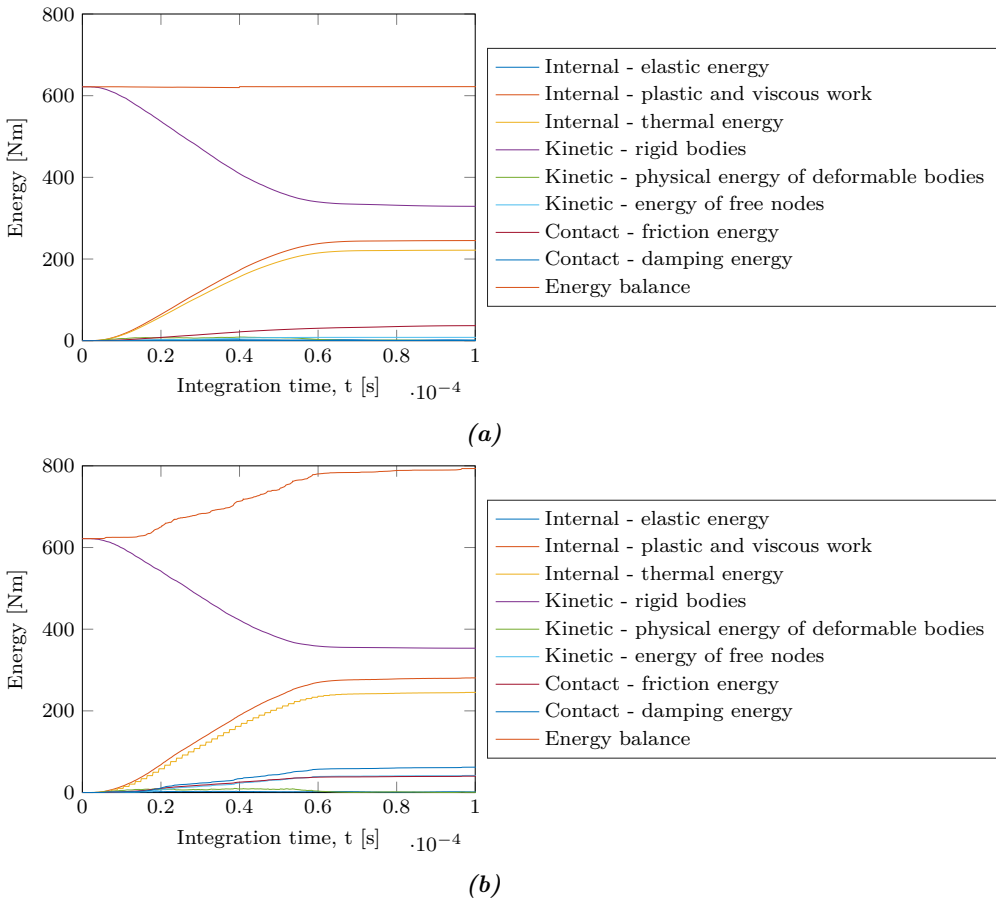 800
600
400
200
0
Energy [Nm]
0
0.2
0.4
0.6
0.8
1
Integration time, t [s]
·10−4
Internal - elastic energy
Internal - plastic and viscous work
Internal - thermal energy
Kinetic - rigid bodies
Kinetic - physical energy of deformable bodies
Kinetic - energy of free nodes
Contact - friction energy
Contact - damping energy
Energy balance
(a)
800
600
400
200
0
Energy [Nm]
0
0.2
0.4
0.6
0.8
1
Integration time, t [s]
·10−4
Internal - elastic energy
Internal - plastic and viscous work
Internal - thermal energy
Kinetic - rigid bodies
Kinetic - physical energy of deformable bodies
Kinetic - energy of free nodes
Contact - friction energy
Contact - damping energy
Energy balance
(b)